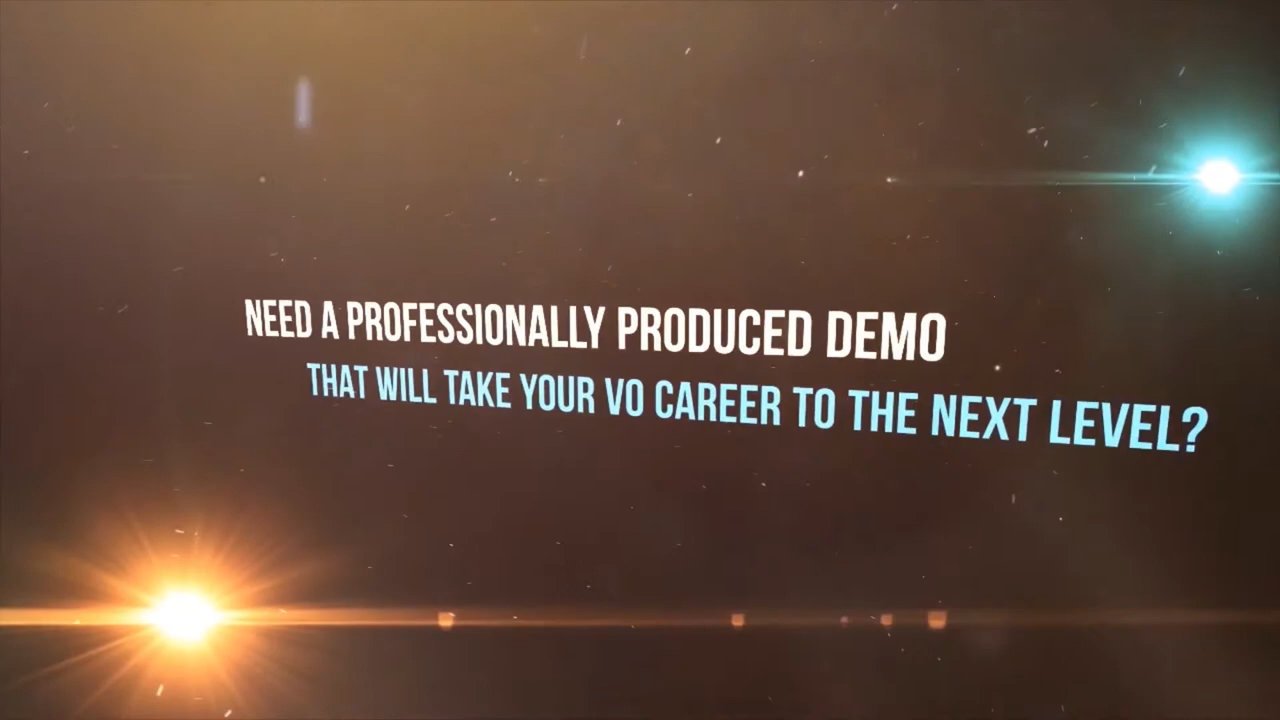 NEED A PROFESSIONALLY PRODUCED DEMO
THAT WILL TAKE YOUR VO CAREER TO THE NEXT LEVEL?